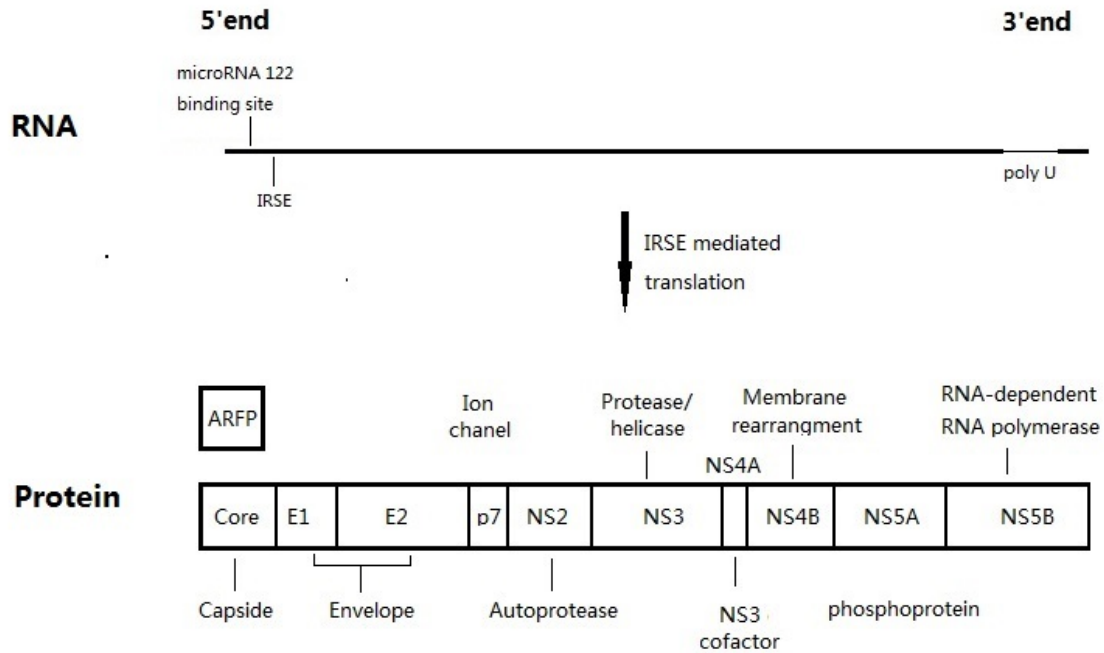 5'end
3'end
microRNA 122
binding site
RNA
poly U
IRSE
IRSE mediated
translation
ARFP
Ion
chanel
Protease/
helicase
Membrane
rearrangment
RNA-dependent
RNA polymerase
NS4A
Protein
Core E1 E2 p7 NS2 NS3 NS4B NS5A NS5B
Capside
Envelope
Autoprotease
NS3
cofactor
phosphoprotein